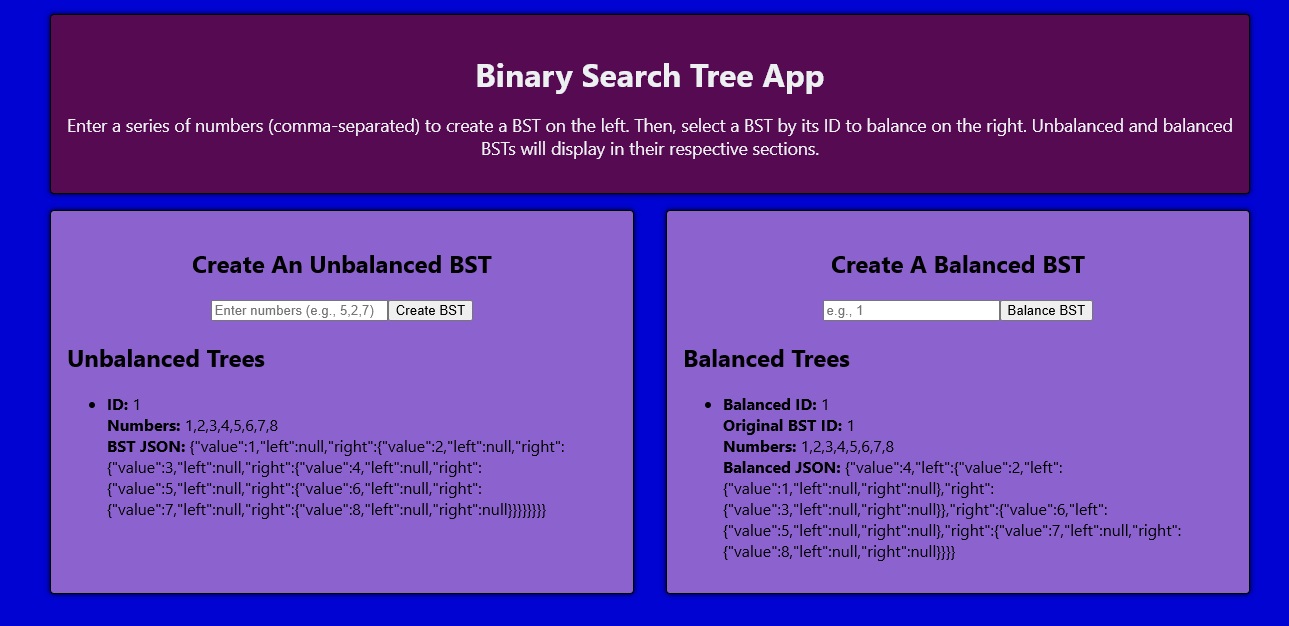 Binary Search Tree App
Enter a series of numbers (comma-separated) to create a BST on the left. Then, select a BST by its ID to balance on the right. Unbalanced and balanced
BSTs will display in their respective sections.
Create An Unbalanced BST
Enter numbers (e.g., 5,2,7) Create BST
Unbalanced Trees
• ID: 1
Numbers: 1,2,3,4,5,6,7,8
BST JSON: {"value":1,"left":null,"right":{"value":2,"left":null,"right":
{"value":3,"left":null,"right":{"value":4,"left":null,"right":
{"value":5,"left":null,"right":{"value":6,"left":null,"right":
{"value":7,"left":null,"right":{"value":8,"left":null,"right":null}}}}}}}}
Create A Balanced BST
e.g., 1 Balance BST
Balanced Trees
• Balanced ID: 1
Original BST ID: 1
Numbers: 1,2,3,4,5,6,7,8
Balanced JSON: {"value":4,"left":{"value":2,"left":
{"value":1,"left":null,"right":null},"right":
{"value":3,"left":null,"right":null}},"right":{"value":6,"left":
{"value":5,"left":null,"right":null},"right":{"value":7,"left":null,"right":
{"value":8,"left":null,"right":null}}}}